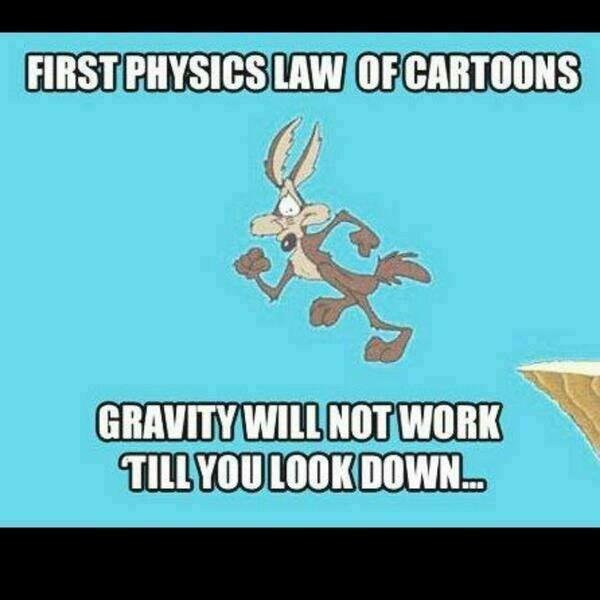 FIRST PHYSICS LAW OF CARTOONS
GRAVITY WILL NOT WORK
'TILL YOU LOOK DOWN...